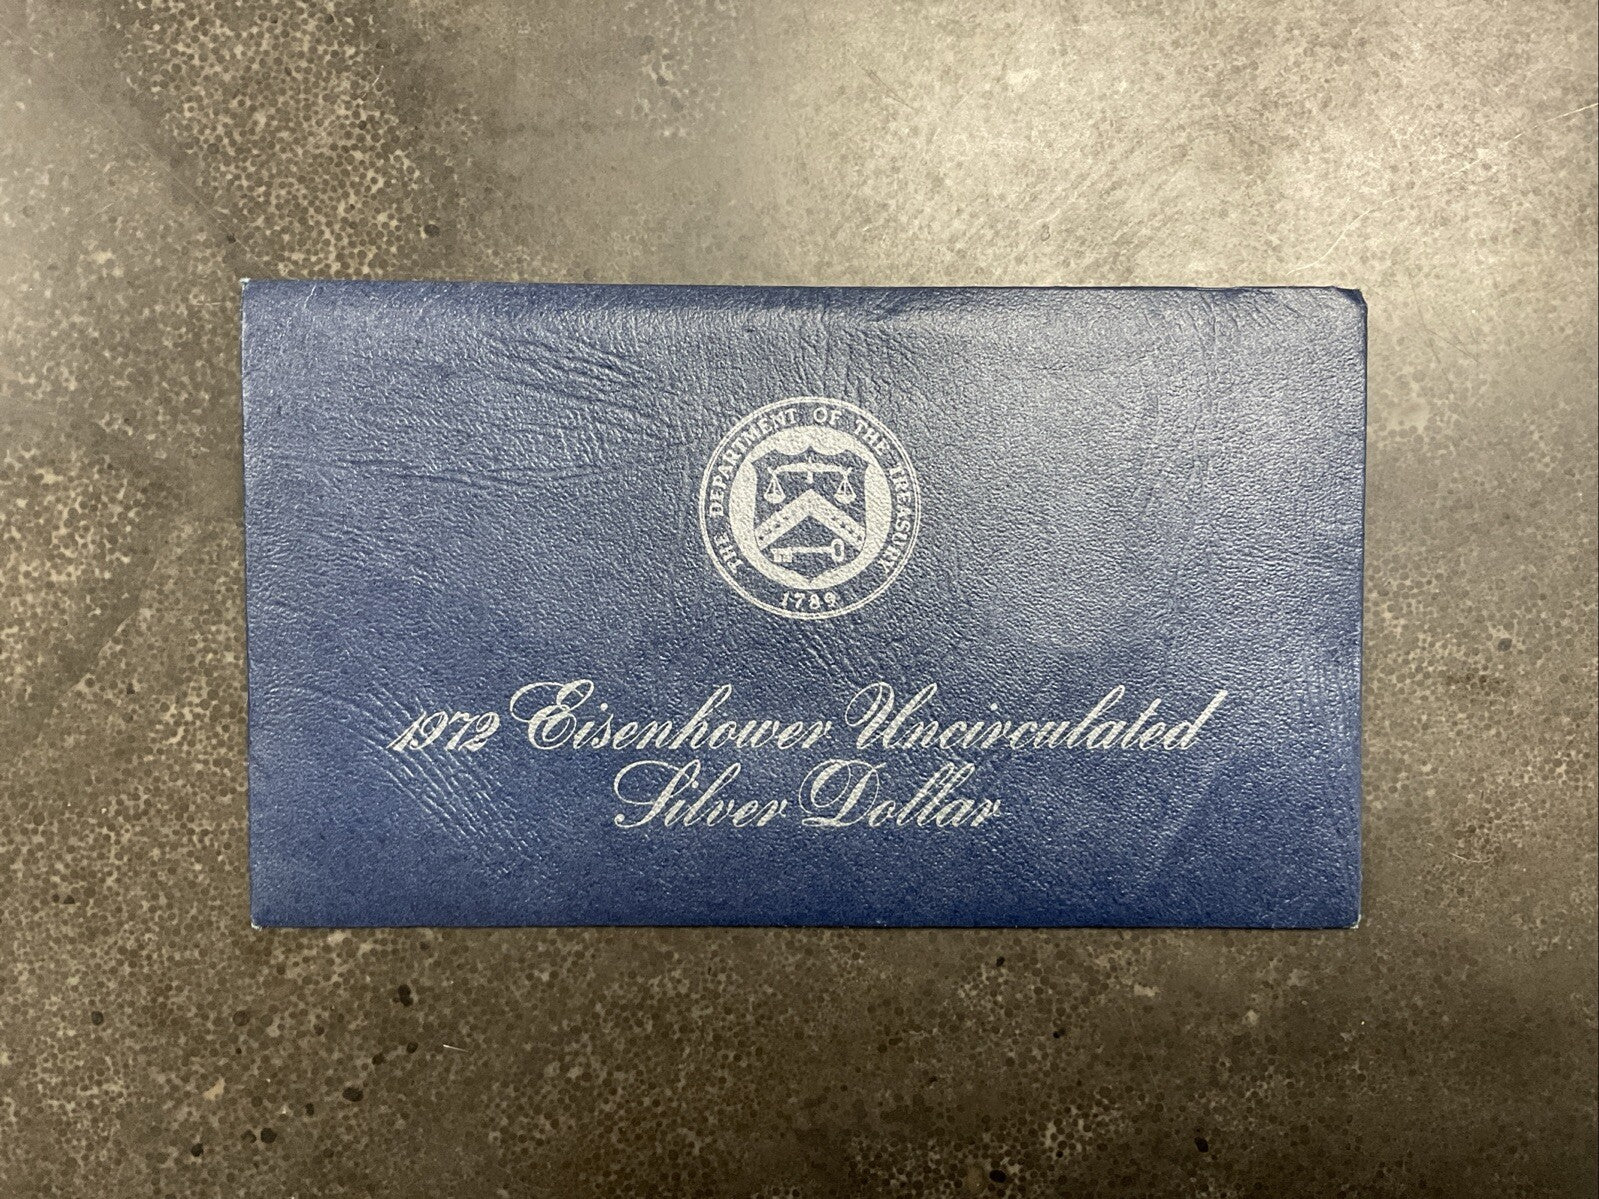 THE DEPARTMENT OF THE TREASURY
1789
1972 Eisenhower Uncirculated
Silver Dollar